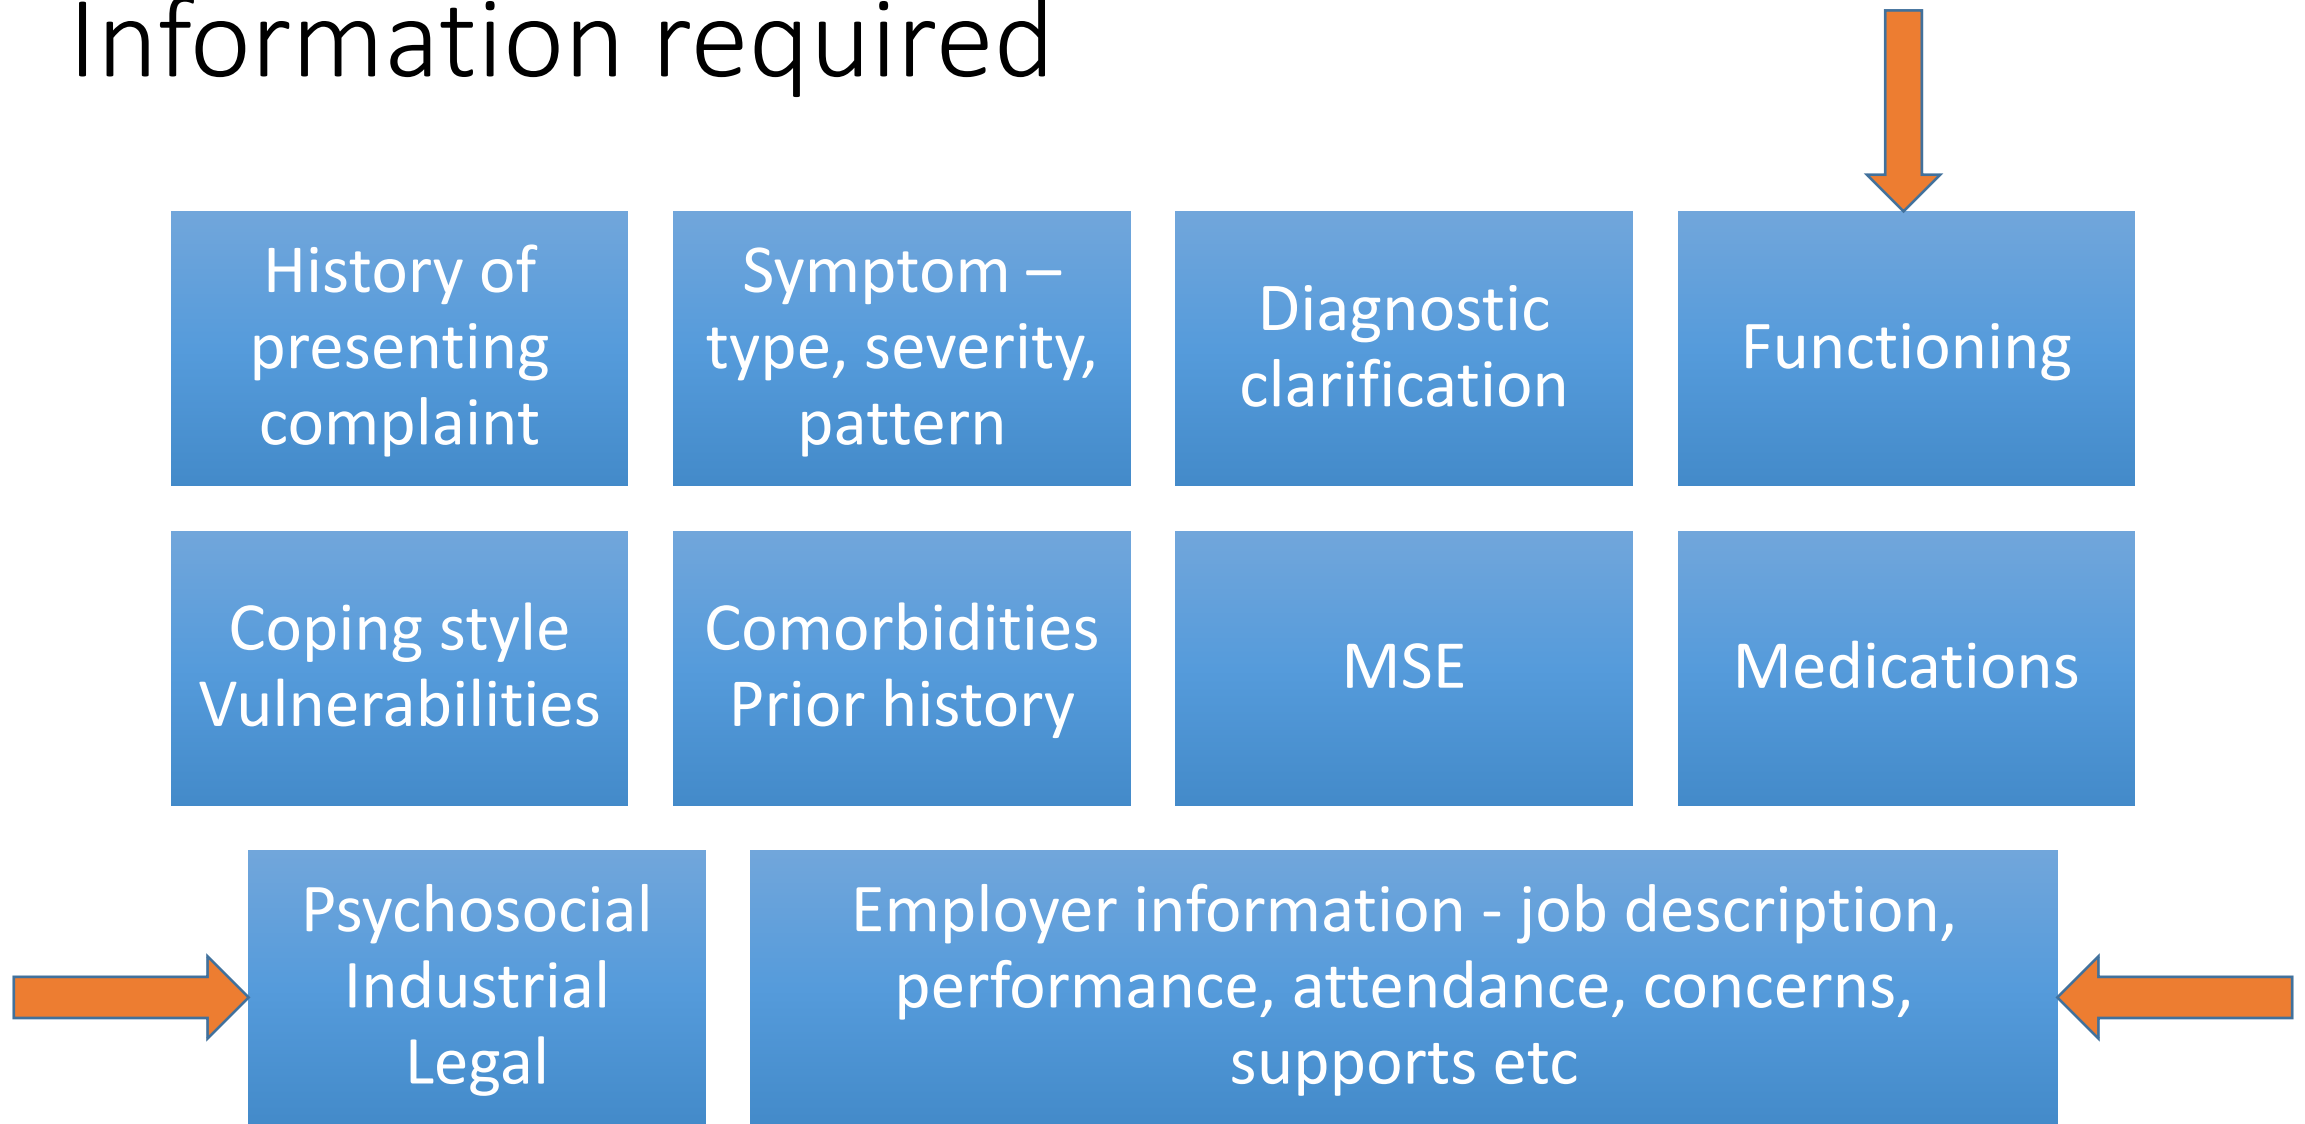 Information required
History of
presenting
complaint
Symptom –
type, severity,
pattern
Diagnostic
clarification
Functioning
Coping style
Vulnerabilities
Comorbidities
Prior history
MSE
Medications
Psychosocial
Industrial
Legal
Employer information - job description,
performance, attendance, concerns,
supports etc